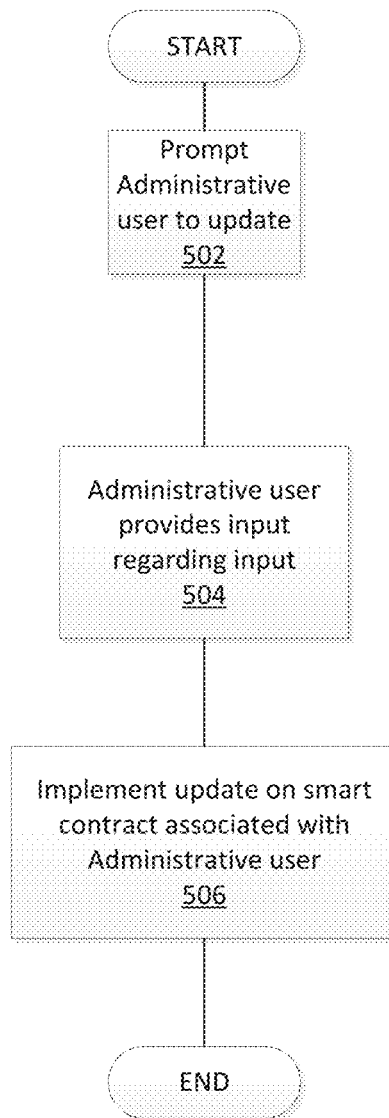 START
Prompt
Administrative
user to update
502
Administrative user
provides input
regarding input
504
Implement update on smart
contract associated with
Administrative user
506
END